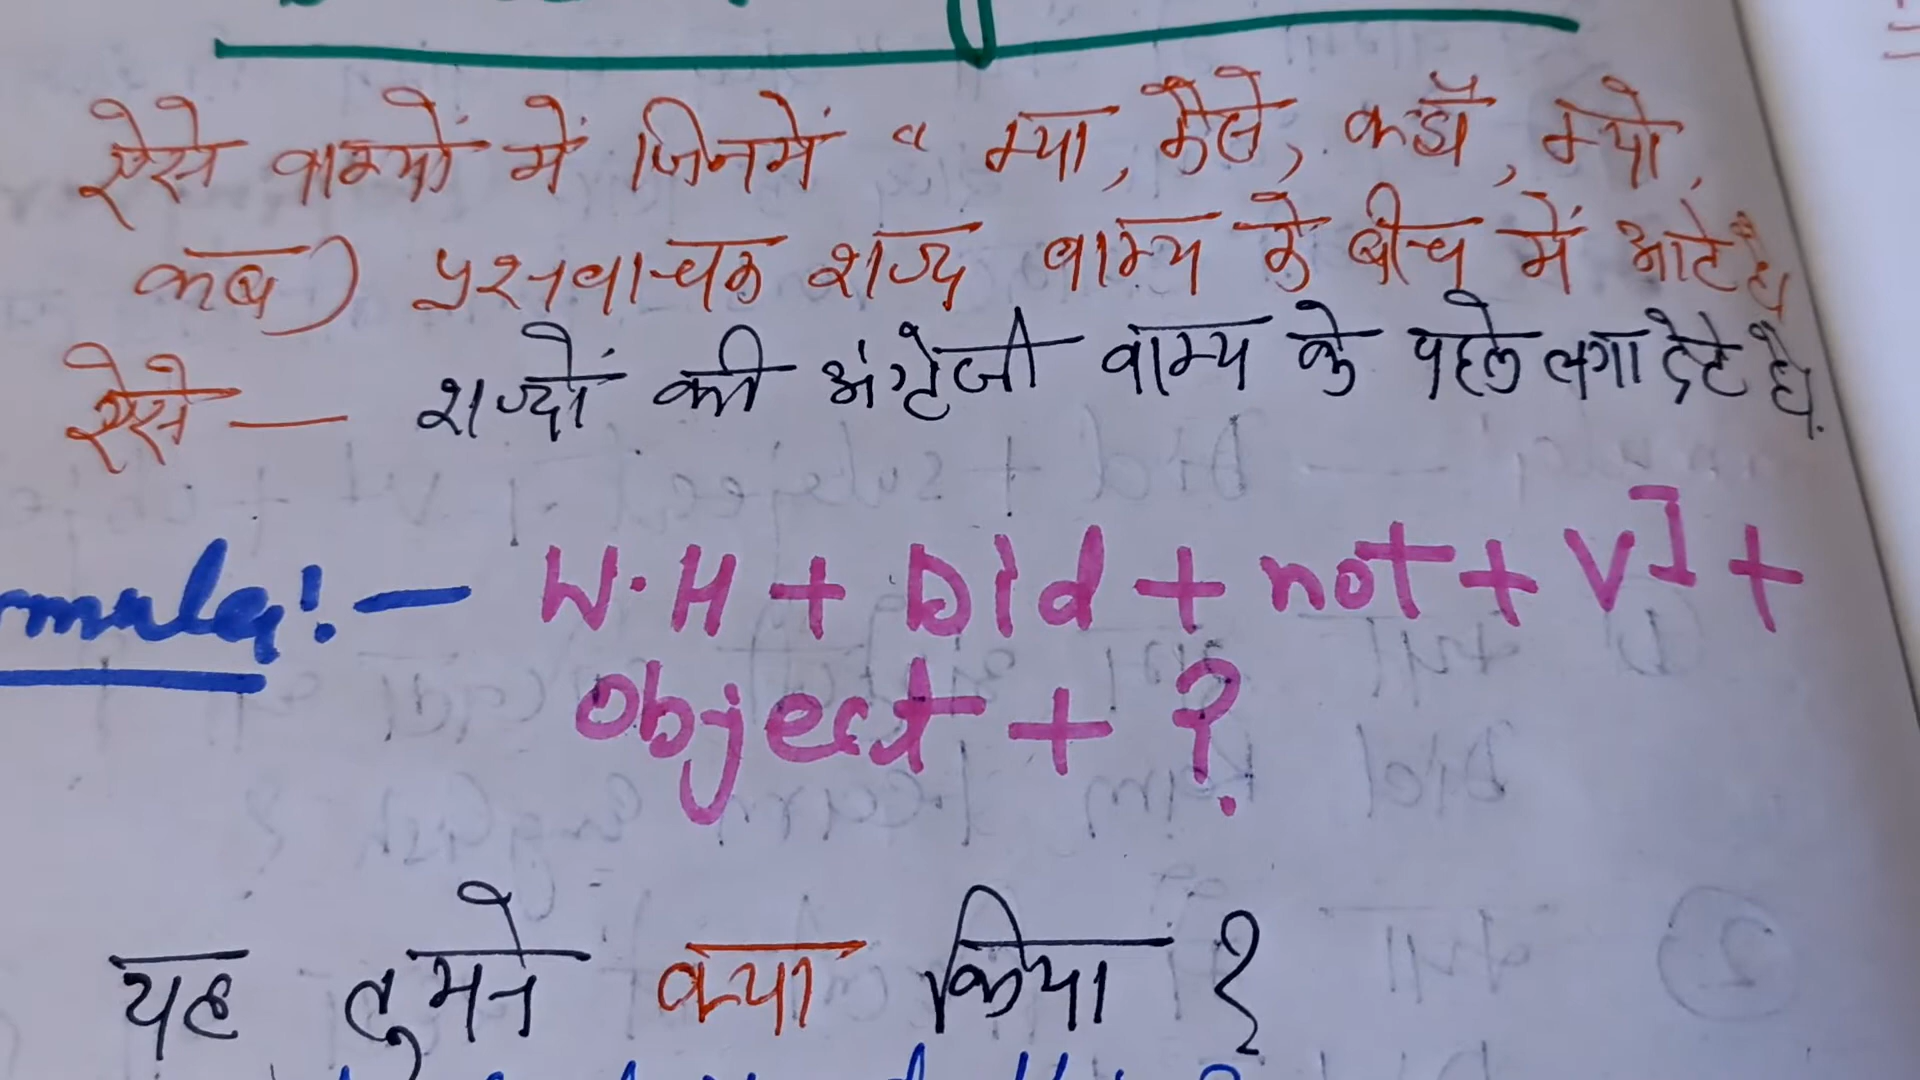 ऐसे वाक्यों में जिनमें " क्या, कैसे, कहाँ, क्यो,
कब) प्रश्नवाचक शब्द वाक्य के बीच में आते है
ऐसे — शब्दों की अंग्रेजी वाक्य के पहले लगा देते है.
mula:— W.H + Did + not + V1 +
object + ?
यह तुमने क्या किया ?